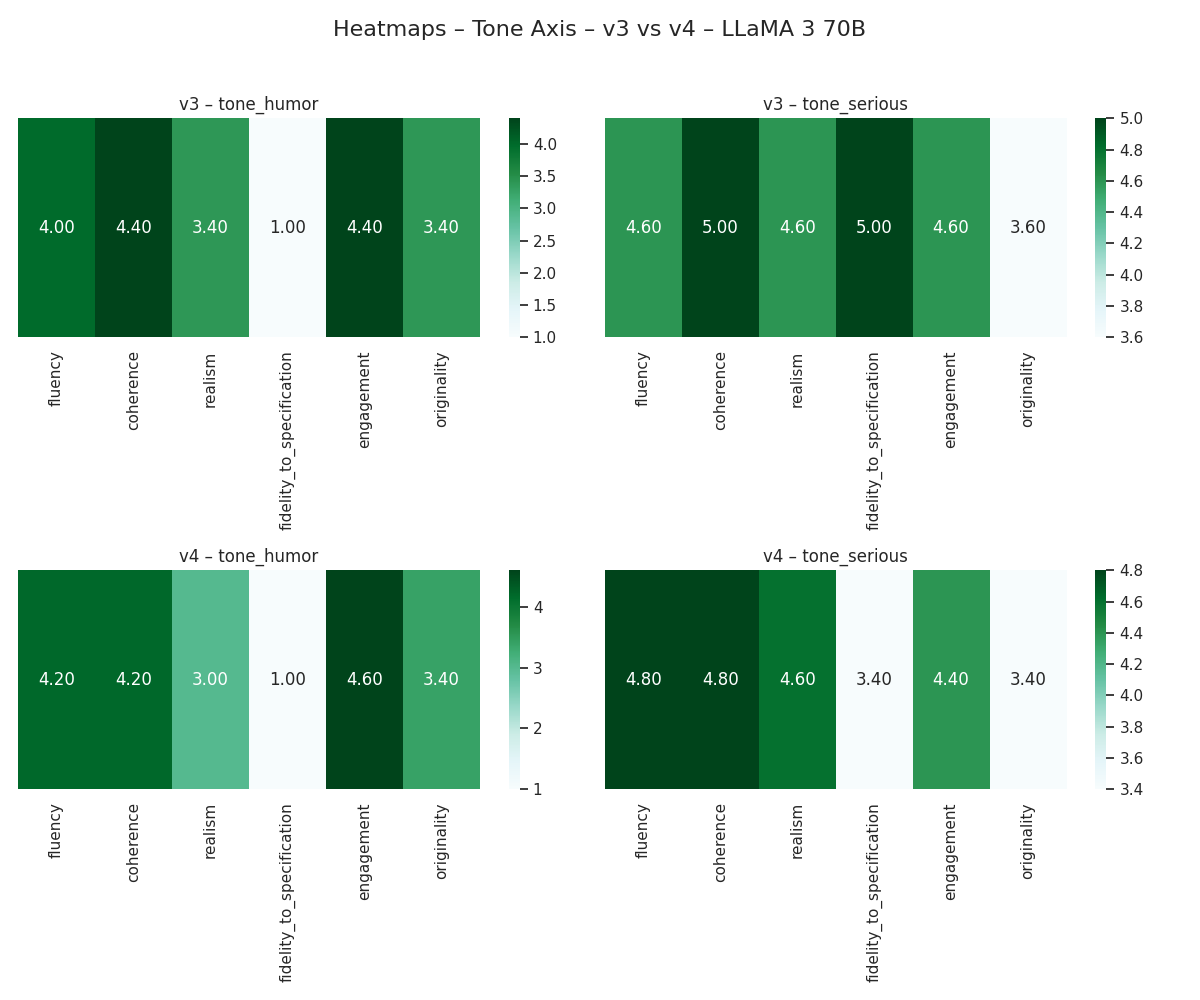 Heatmaps – Tone Axis – v3 vs v4 – LLaMA 3 70B
v3 – tone_humor
4.00 4.40 3.40 1.00 4.40 3.40
4.0
3.5
3.0
2.5
2.0
1.5
1.0
fluency
coherence
realism
fidelity_to_specification
engagement
originality
v3 – tone_serious
4.60 5.00 4.60 5.00 4.60 3.60
5.0
4.8
4.6
4.4
4.2
4.0
3.8
3.6
fluency
coherence
realism
fidelity_to_specification
engagement
originality
v4 – tone_humor
4.20 4.20 3.00 1.00 4.60 3.40
4
3
2
1
fluency
coherence
realism
fidelity_to_specification
engagement
originality
v4 – tone_serious
4.80 4.80 4.60 3.40 4.40 3.40
4.8
4.6
4.4
4.2
4.0
3.8
3.6
3.4
fluency
coherence
realism
fidelity_to_specification
engagement
originality